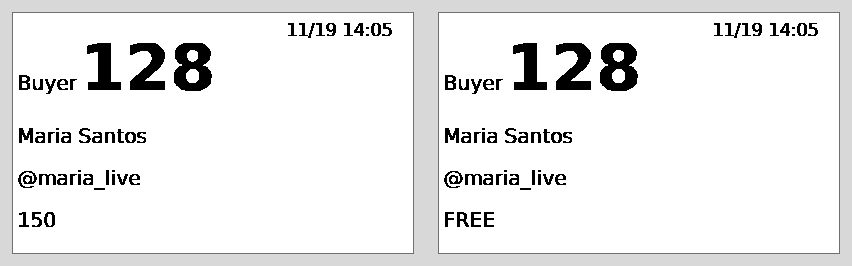 11/19 14:05
Buyer 128
Maria Santos
@maria_live
150
11/19 14:05
Buyer 128
Maria Santos
@maria_live
FREE